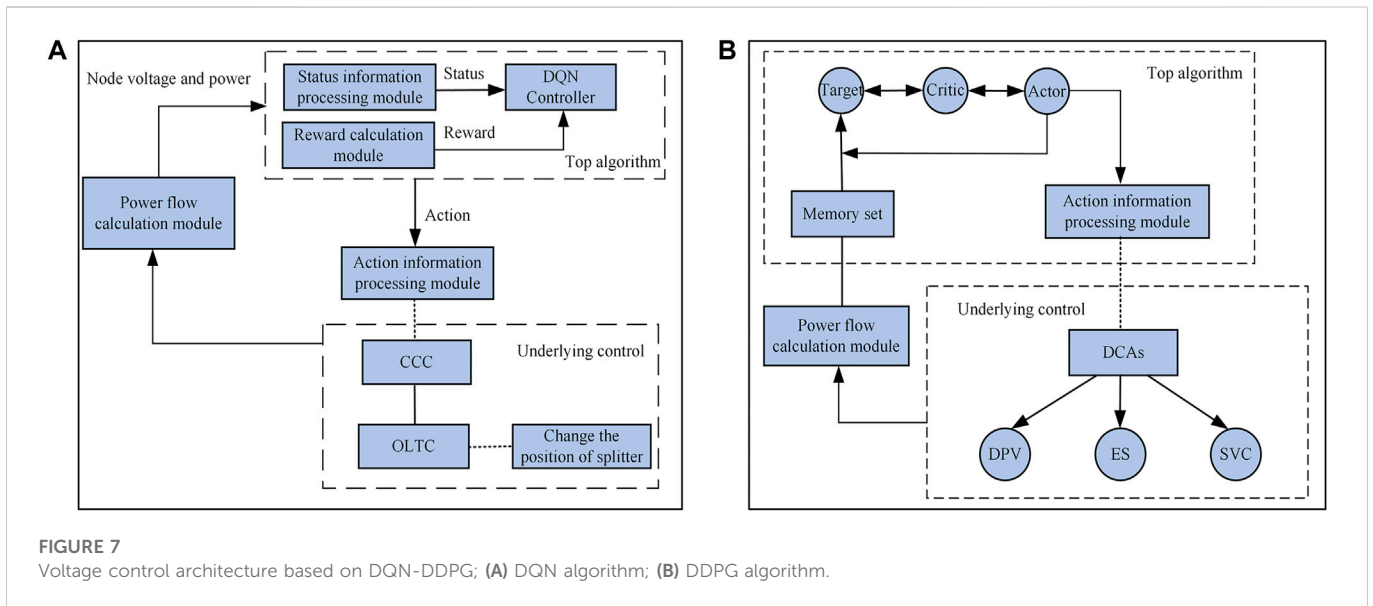 A
Node voltage and power
Status information
processing module
Status
DQN
Controller
Reward calculation
module
Reward
Top algorithm
Power flow
calculation module
Action
Action information
processing module
CCC
Underlying control
OLTC
Change the
position of splitter
B
Top algorithm
Target
Critic
Actor
Memory set
Action information
processing module
Power flow
calculation module
Underlying control
DCAs
DPV
ES
SVC
FIGURE 7
Voltage control architecture based on DQN-DDPG; (A) DQN algorithm; (B) DDPG algorithm.